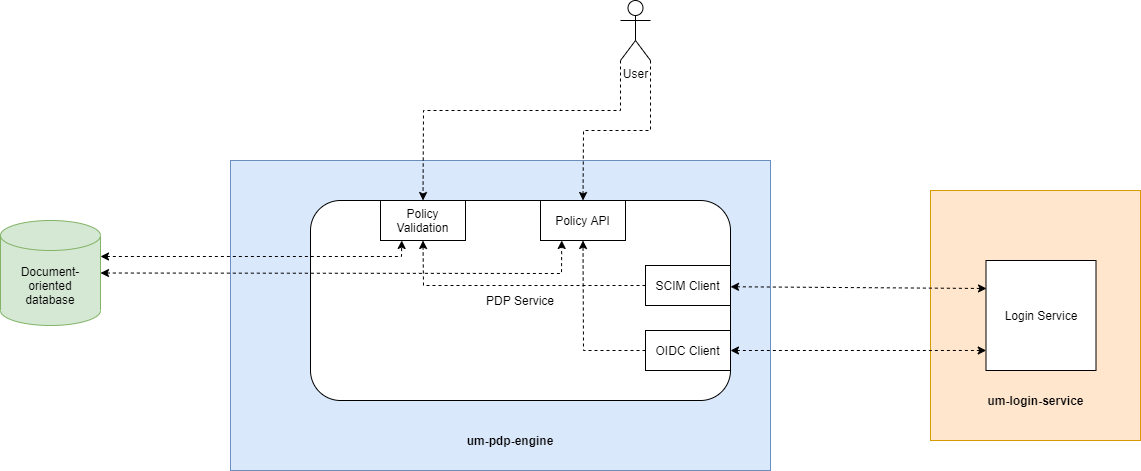 User
Policy
Validation
Policy API
Document-
oriented
database
SCIM Client
PDP Service
Login Service
OIDC Client
um-login-service
um-pdp-engine